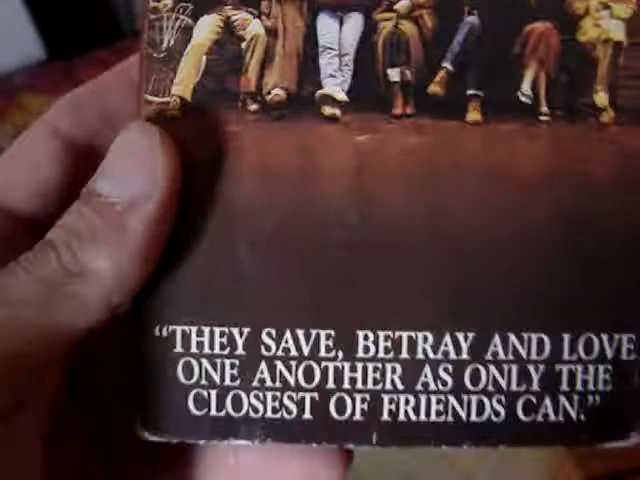 “THEY SAVE, BETRAY AND LOVE
ONE ANOTHER AS ONLY THE
CLOSEST OF FRIENDS CAN.”